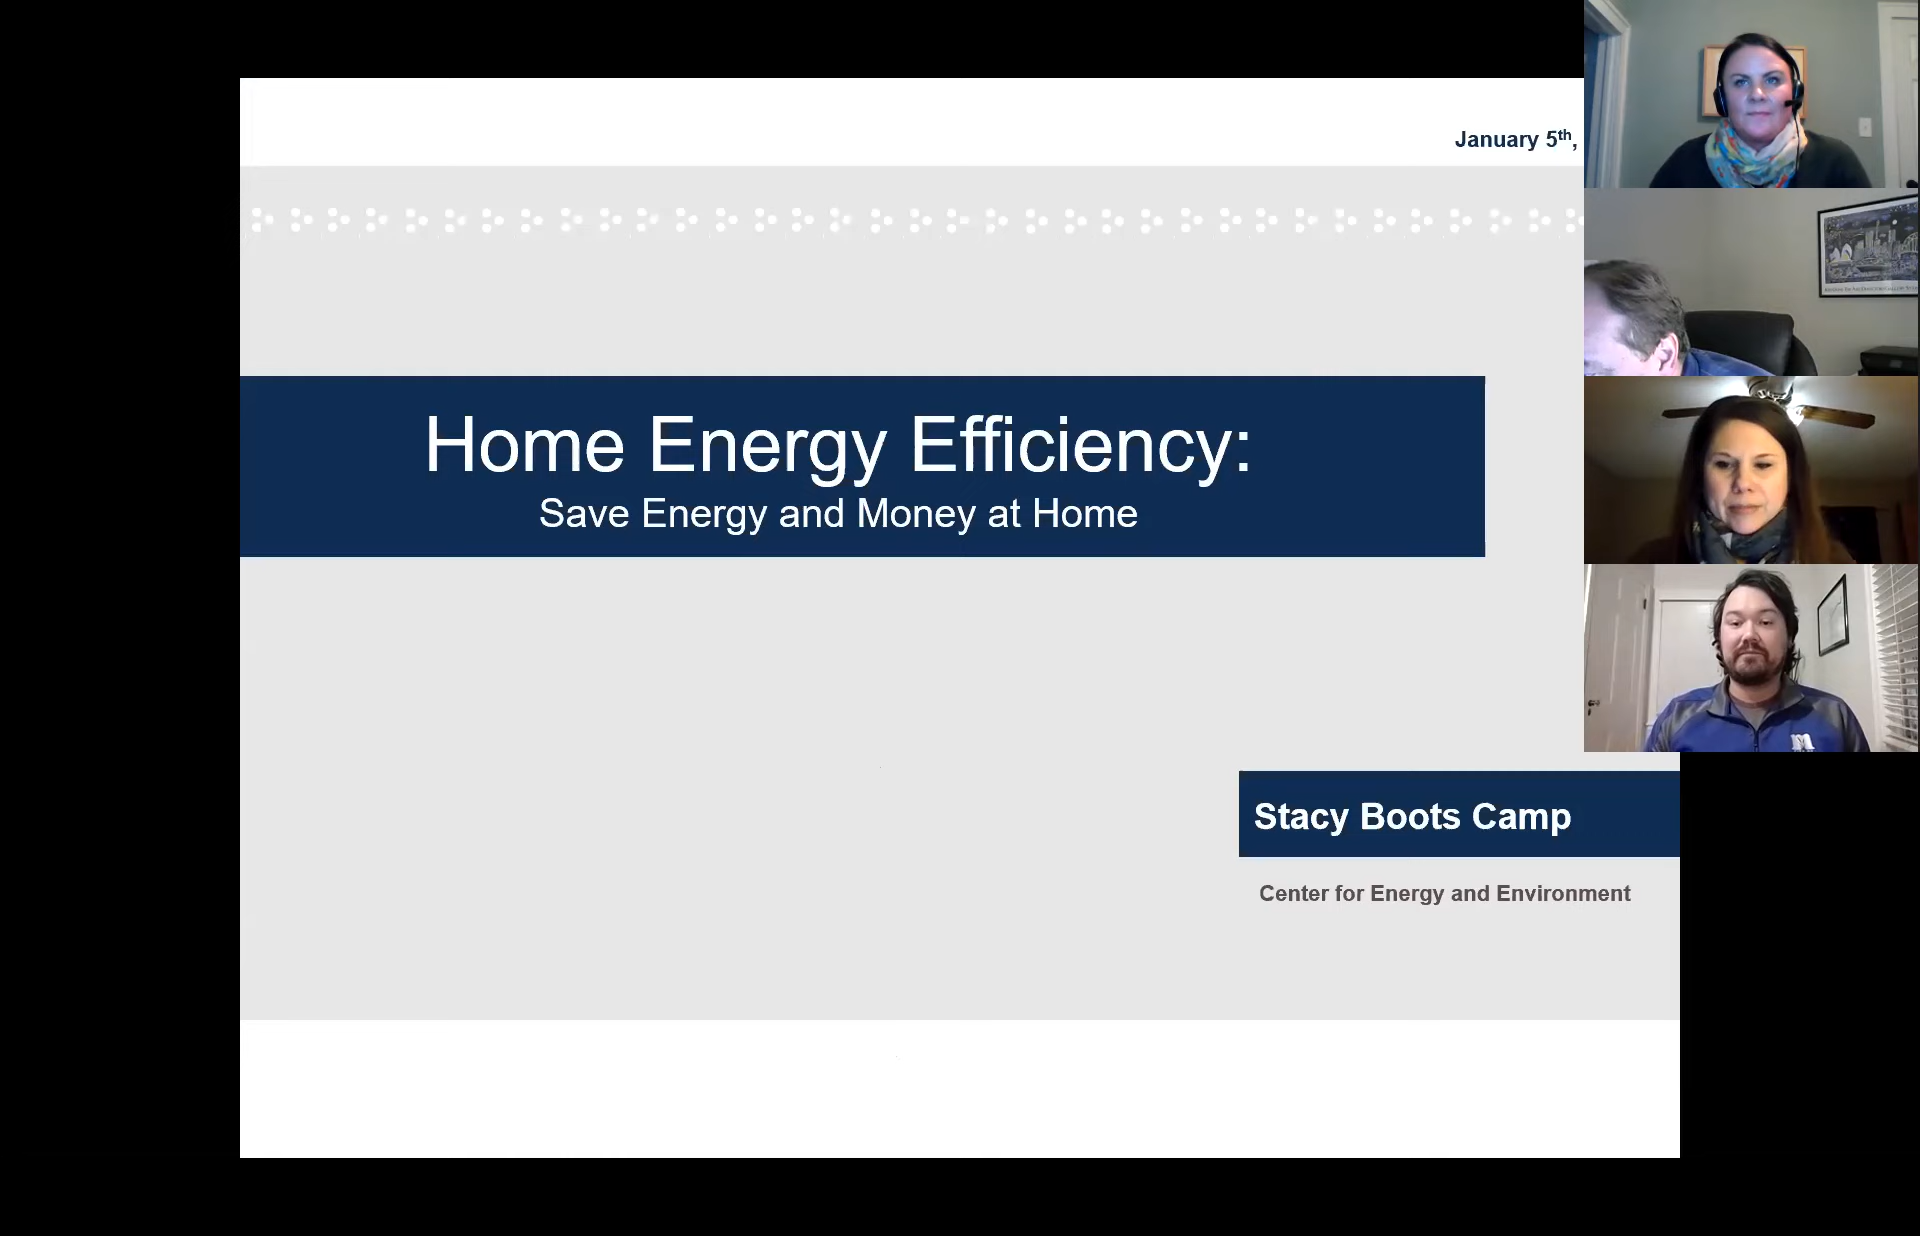 January 5th,
Home Energy Efficiency:
Save Energy and Money at Home
Stacy Boots Camp
Center for Energy and Environment
M